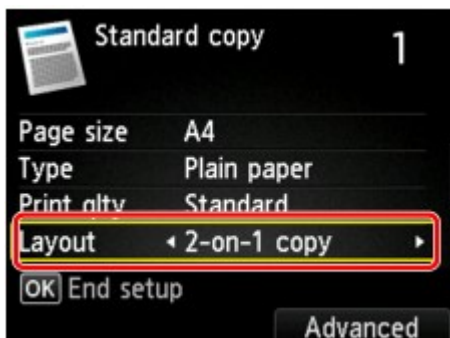 Standard copy 1
Page size A4
Type Plain paper
Print qlty Standard
Layout 2-on-1 copy
OK End setup
Advanced